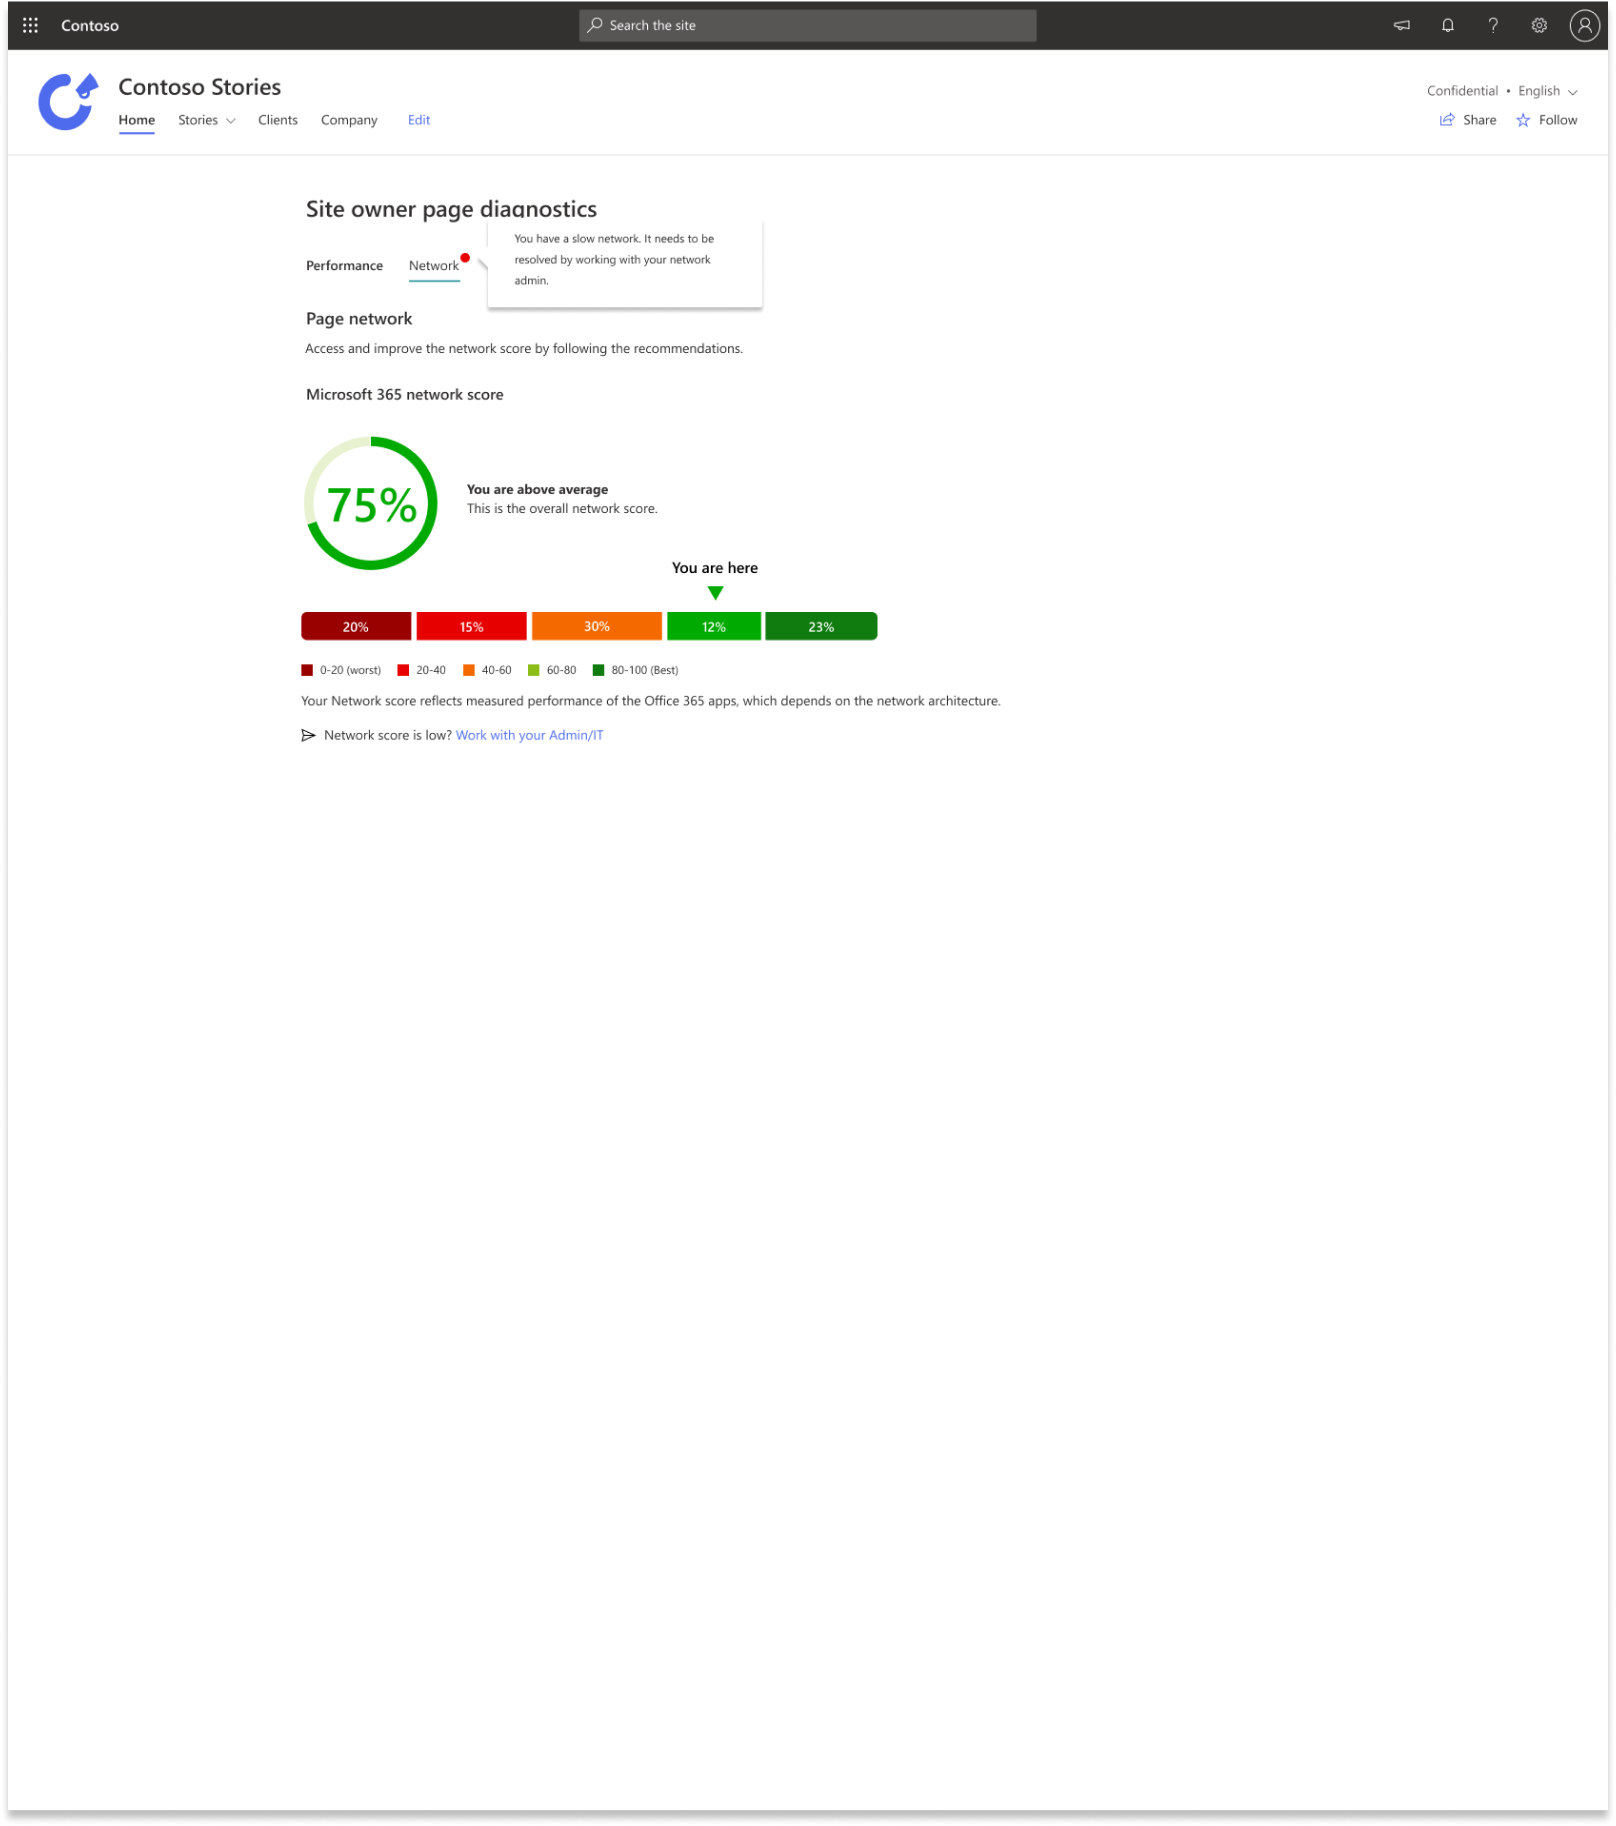 Contoso
Search the site
Contoso Stories
Confidential • English
Home Stories Clients Company Edit
Share Follow
Site owner page diagnostics
You have a slow network. It needs to be
resolved by working with your network
admin.
Performance Network
Page network
Access and improve the network score by following the recommendations.
Microsoft 365 network score
75%
You are above average
This is the overall network score.
You are here
20% 15% 30% 12% 23%
0-20 (worst) 20-40 40-60 60-80 80-100 (Best)
Your Network score reflects measured performance of the Office 365 apps, which depends on the network architecture.
Network score is low? Work with your Admin/IT